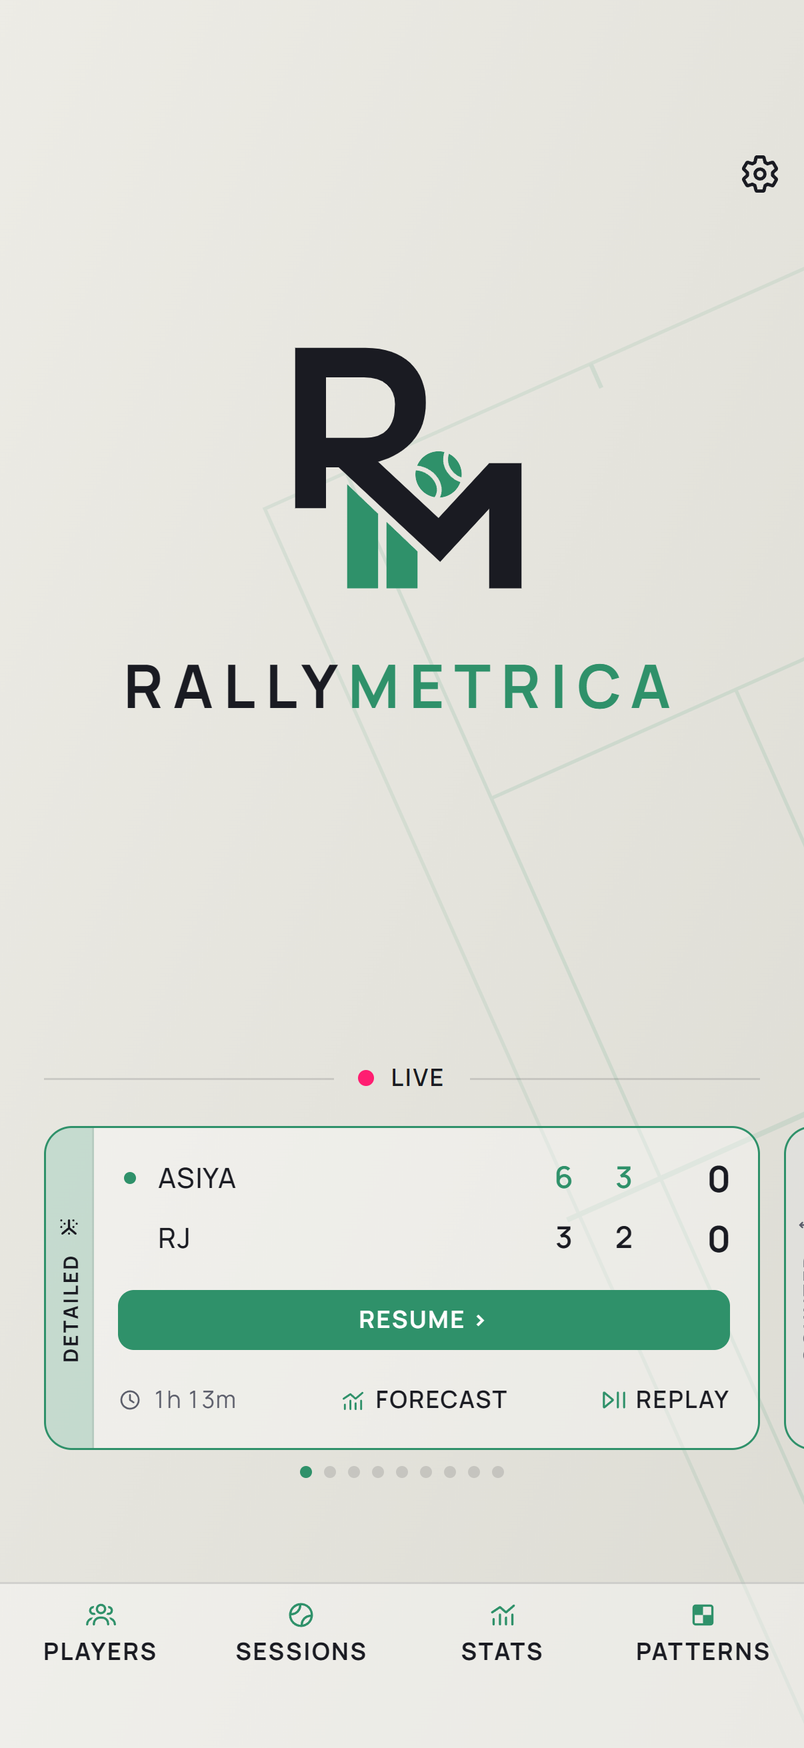 RM
RALLYMETRICA
LIVE
DETAILED
ASIYA 6 3 0
RJ 3 2 0
RESUME ›
1h 13m FORECAST REPLAY
PLAYERS SESSIONS STATS PATTERNS